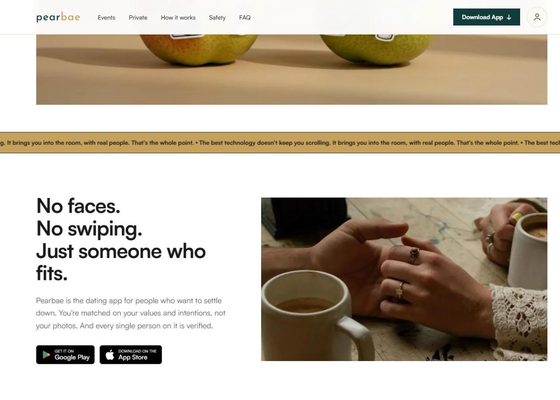 pearbae
Events
Private
How it works
Safety
FAQ
Download App ↓
g. It brings you into the room, with real people. That's the whole point. • The best technology doesn't keep you scrolling. It brings you into the room, with real people. That's the whole point. • The best tech
No faces.
No swiping.
Just someone who
fits.
Pearbae is the dating app for people who want to settle
down. You're matched on your values and intentions, not
your photos. And every single person on it is verified.
GET IT ON
Google Play
DOWNLOAD ON THE
App Store